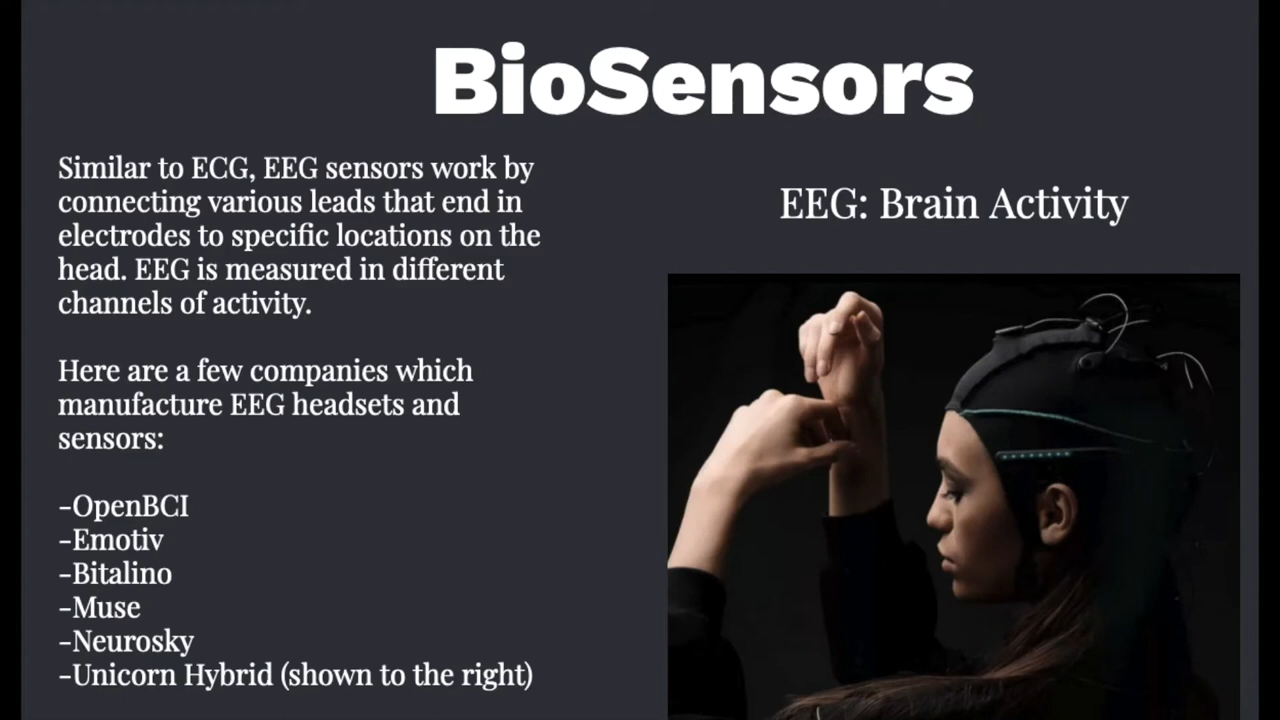 BioSensors
Similar to ECG, EEG sensors work by
connecting various leads that end in
electrodes to specific locations on the
head. EEG is measured in different
channels of activity.
Here are a few companies which
manufacture EEG headsets and
sensors:
-OpenBCI
-Emotiv
-Bitalino
-Muse
-Neurosky
-Unicorn Hybrid (shown to the right)
EEG: Brain Activity